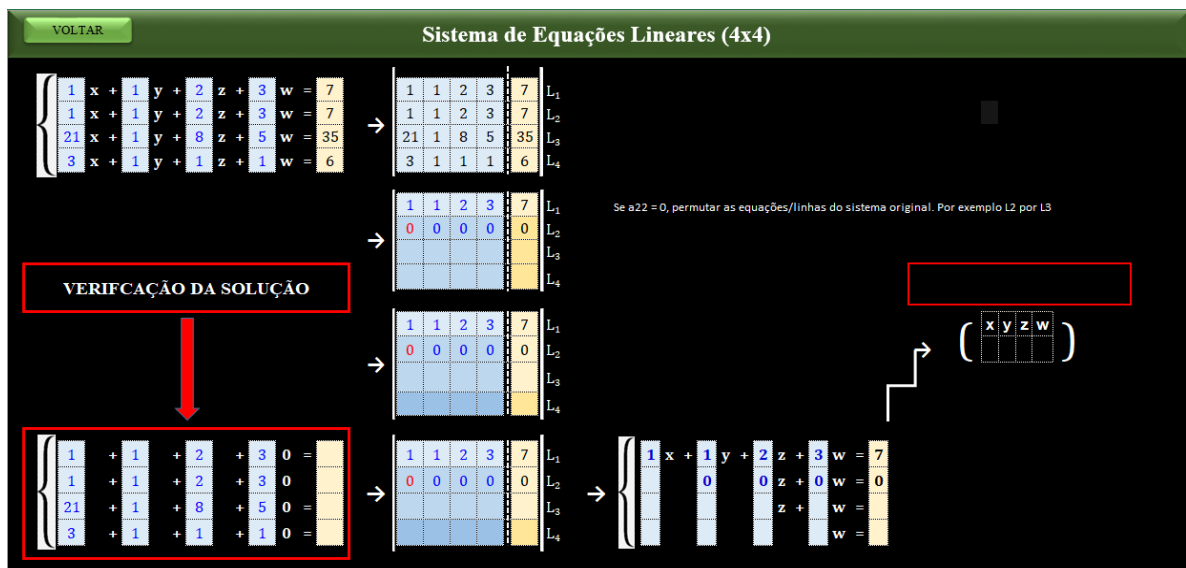 VOLTAR
Sistema de Equações Lineares (4x4)
1 x + 1 y + 2 z + 3 w = 7
1 x + 1 y + 2 z + 3 w = 7
21 x + 1 y + 8 z + 5 w = 35
3 x + 1 y + 1 z + 1 w = 6
→
1 1 2 3 7 L1
1 1 2 3 7 L2
21 1 8 5 35 L3
3 1 1 1 6 L4
→
1 1 2 3 7 L1
0 0 0 0 0 L2
L3
L4
Se a22 = 0, permutar as equações/linhas do sistema original. Por exemplo L2 por L3
VERIFCAÇÃO DA SOLUÇÃO
→
1 1 2 3 7 L1
0 0 0 0 0 L2
L3
L4
( x y z w )
1 + 1 + 2 + 3 0 =
1 + 1 + 2 + 3 0
21 + 1 + 8 + 5 0 =
3 + 1 + 1 + 1 0 =
→
1 1 2 3 7 L1
0 0 0 0 0 L2
L3
L4
→
1 x + 1 y + 2 z + 3 w = 7
0 0 z + 0 w = 0
z + w =
w =